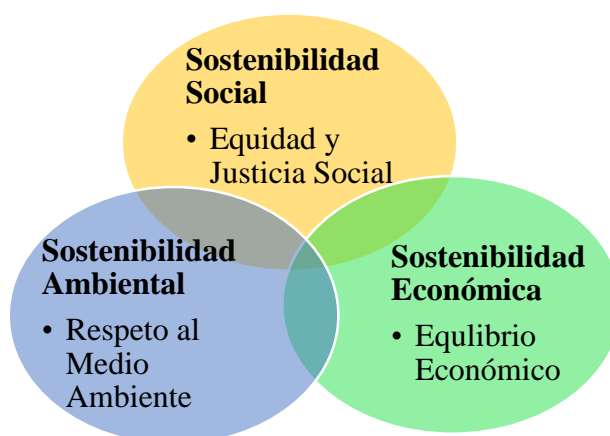 Sostenibilidad
Social
• Equidad y
Justicia Social
Sostenibilidad
Ambiental
• Respeto al
Medio
Ambiente
Sostenibilidad
Económica
• Equlibrio
Económico